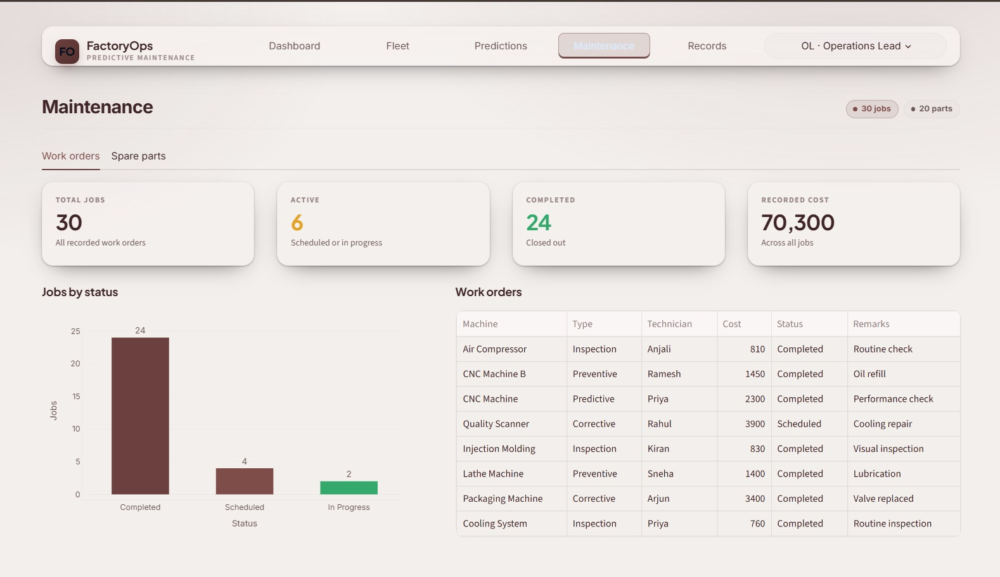 FO
FactoryOps
PREDICTIVE MAINTENANCE
Dashboard
Fleet
Predictions
Maintenance
Records
OL · Operations Lead
Maintenance
30 jobs
20 parts
Work orders
Spare parts
TOTAL JOBS
30
All recorded work orders
ACTIVE
6
Scheduled or in progress
COMPLETED
24
Closed out
RECORDED COST
70,300
Across all jobs
Jobs by status
25
20
15
10
5
0
Jobs
24
4
2
Completed
Scheduled
In Progress
Status
Work orders
Machine Type Technician Cost Status Remarks
Air Compressor Inspection Anjali 810 Completed Routine check
CNC Machine B Preventive Ramesh 1450 Completed Oil refill
CNC Machine Predictive Priya 2300 Completed Performance check
Quality Scanner Corrective Rahul 3900 Scheduled Cooling repair
Injection Molding Inspection Kiran 830 Completed Visual inspection
Lathe Machine Preventive Sneha 1400 Completed Lubrication
Packaging Machine Corrective Arjun 3400 Completed Valve replaced
Cooling System Inspection Priya 760 Completed Routine inspection